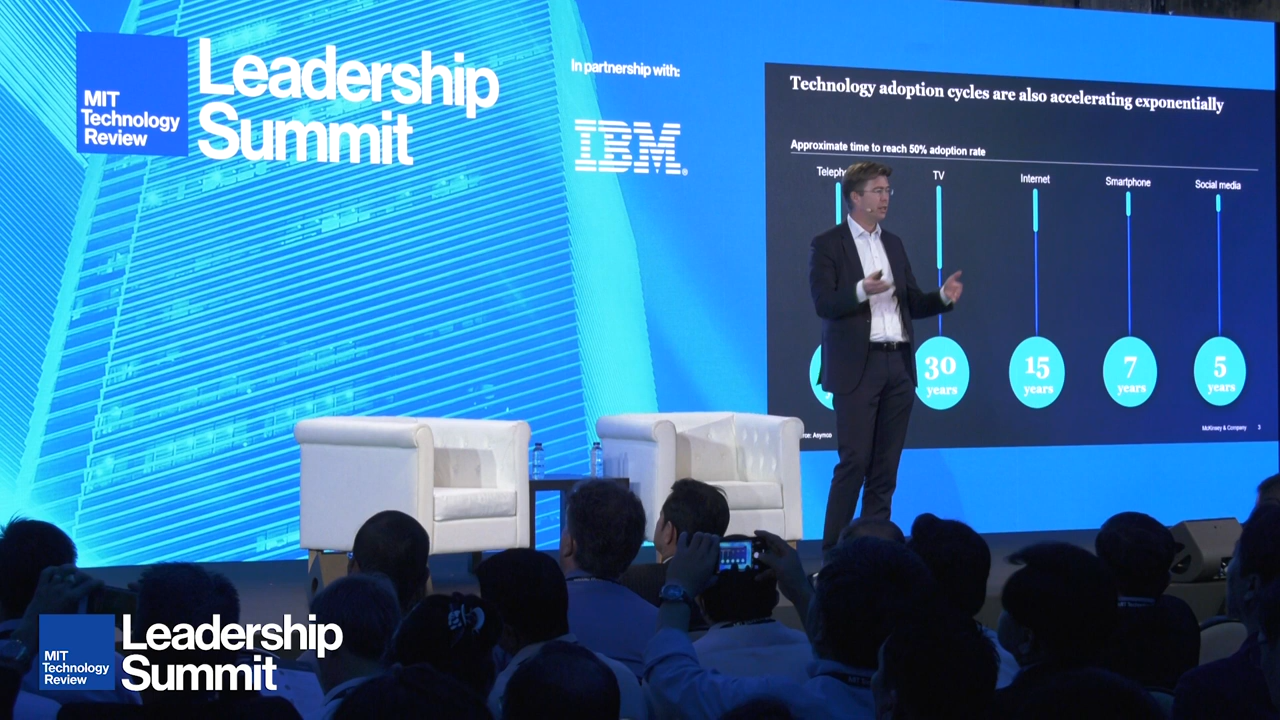 MIT
Technology
Review
Leadership
Summit
In partnership with:
IBM®
Technology adoption cycles are also accelerating exponentially
Approximate time to reach 50% adoption rate
TV
Internet
Smartphone
Social media
30
years
15
years
7
years
5
years
Asymco
McKinsey & Company 3
MIT
Technology
Review
Leadership
Summit